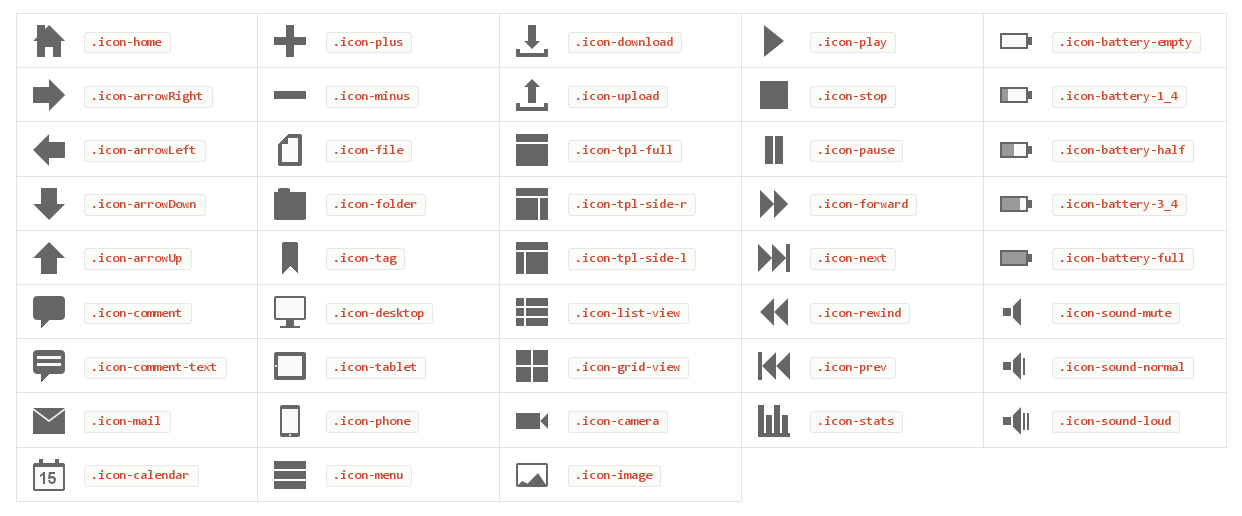 .icon-home .icon-plus .icon-download .icon-play .icon-battery-empty
.icon-arrowRight .icon-minus .icon-upload .icon-stop .icon-battery-1_4
.icon-arrowLeft .icon-file .icon-tpl-full .icon-pause .icon-battery-half
.icon-arrowDown .icon-folder .icon-tpl-side-r .icon-forward .icon-battery-3_4
.icon-arrowUp .icon-tag .icon-tpl-side-l .icon-next .icon-battery-full
.icon-comment .icon-desktop .icon-list-view .icon-rewind .icon-sound-mute
.icon-comment-text .icon-tablet .icon-grid-view .icon-prev .icon-sound-normal
.icon-mail .icon-phone .icon-camera .icon-stats .icon-sound-loud
15 .icon-calendar .icon-menu .icon-image